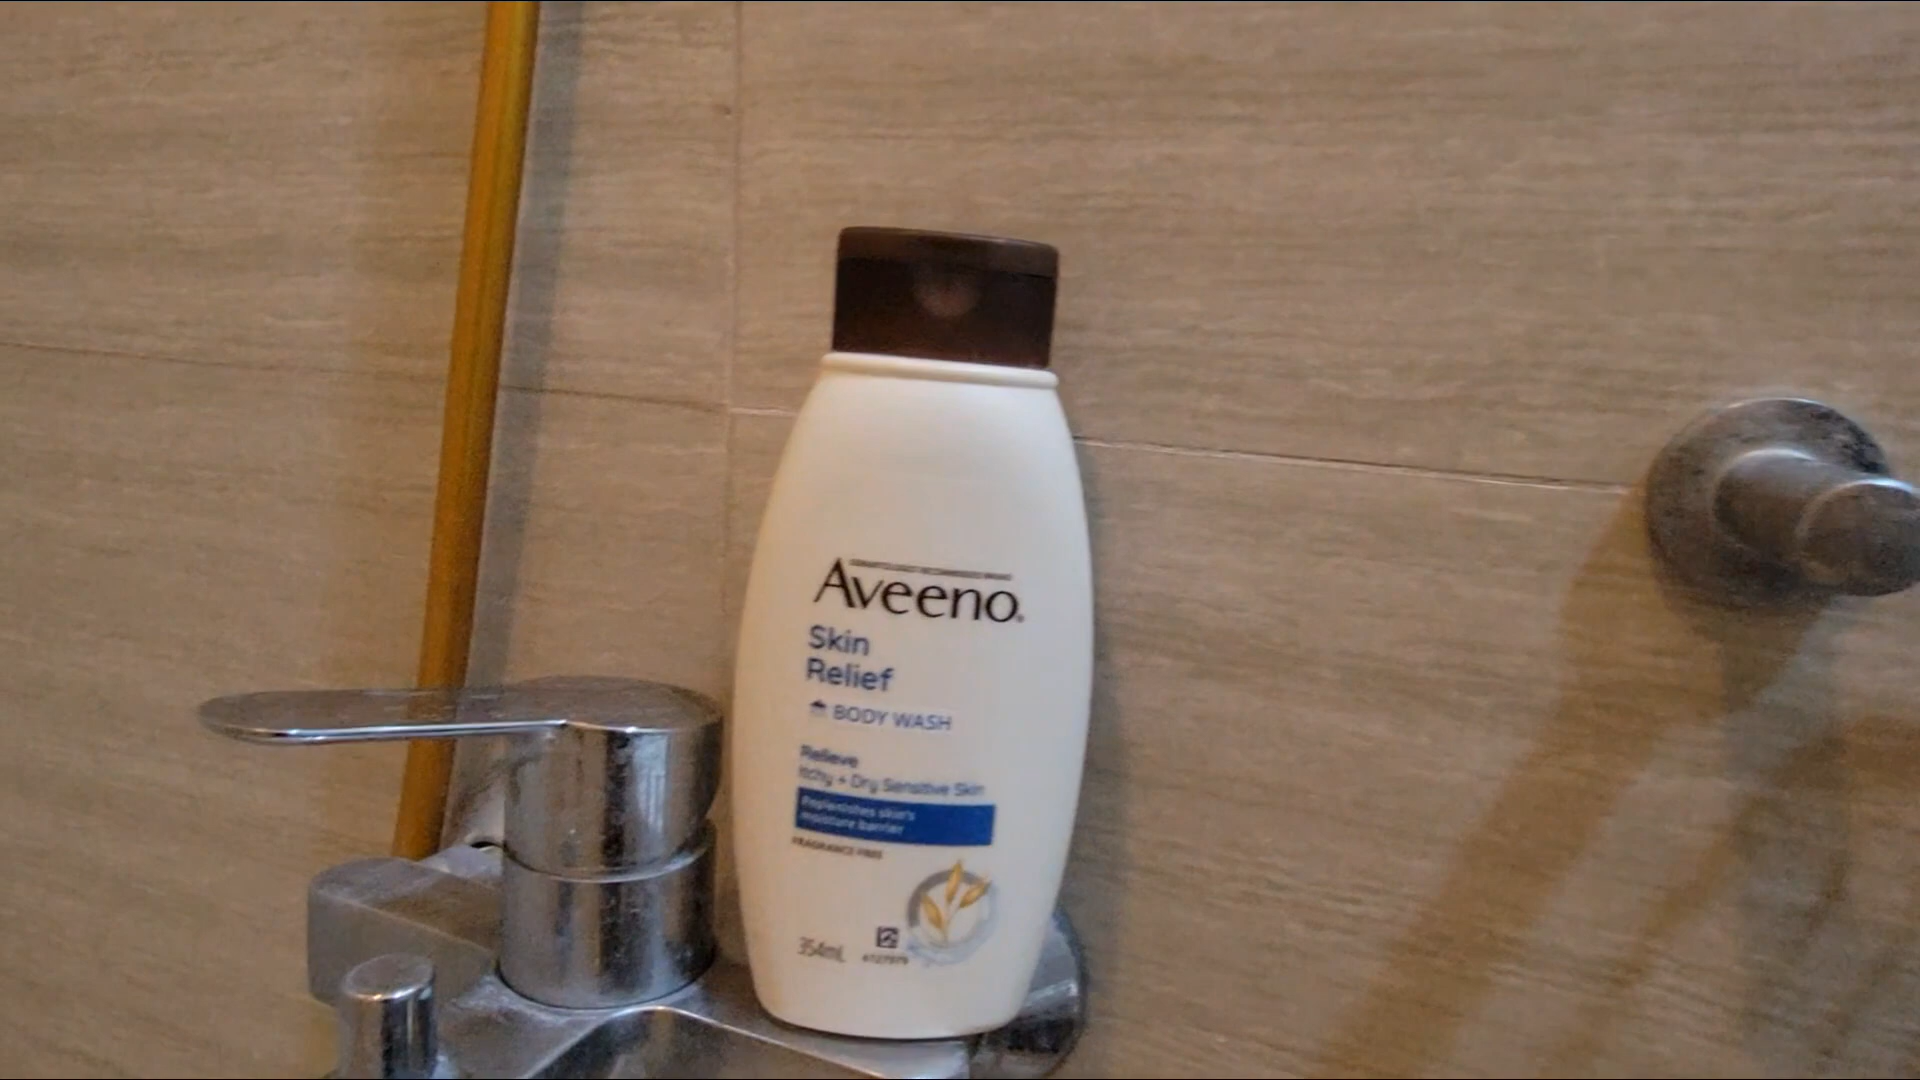 Aveeno®
Skin
Relief
BODY WASH
Relieve
Itchy + Dry Sensitive Skin
Replenishes skin's
moisture barrier
FRAGRANCE FREE
354mL